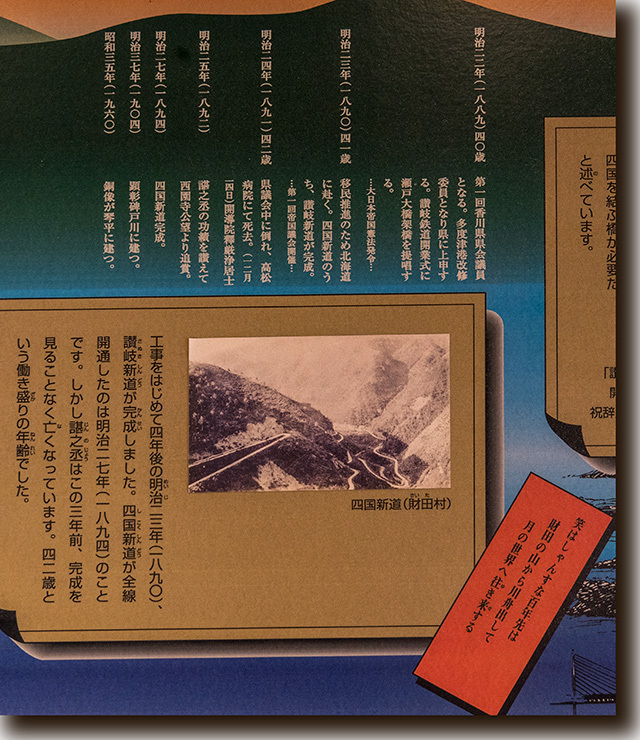 四国を結ぶ橋が必要だ
と述べています。
祝辞
明治二二年(一八八九)四〇歳 第一回香川県県会議員
となる。多度津港改修
委員となり県に上申す
る。讃岐鉄道開業式に
瀬戸大橋架橋を提唱す
る。
…大日本帝国憲法発令…
明治二三年(一八九〇)四一歳 移民推進のため北海道
に赴く。四国新道のう
ち、讃岐新道が完成。
…第一回帝国議会開催…
明治二四年(一八九一)四二歳 県議会中に倒れ、高松
病院にて死去。(一二月
一四日)開導院釋厳浄居士
明治二五年(一八九二) 諶之丞の功績を讃えて
西園寺公望より追賞。
明治二七年(一八九四) 四国新道完成。
明治三七年(一九〇四) 顕彰碑戸川に建つ。
昭和三五年(一九六〇) 銅像が琴平に建つ。
四国新道(財田村)
工事をはじめて四年後の明治二三年(一八九〇)、
讃岐新道が完成しました。四国新道が全線
開通したのは明治二七年(一八九四)のこと
です。しかし諶之丞はこの三年前、完成を
見ることなく亡くなっています。四二歳と
いう働き盛りの年齢でした。
笑はしゃんすな百年先は
財田の山から川舟出して
月の世界へ往き来する